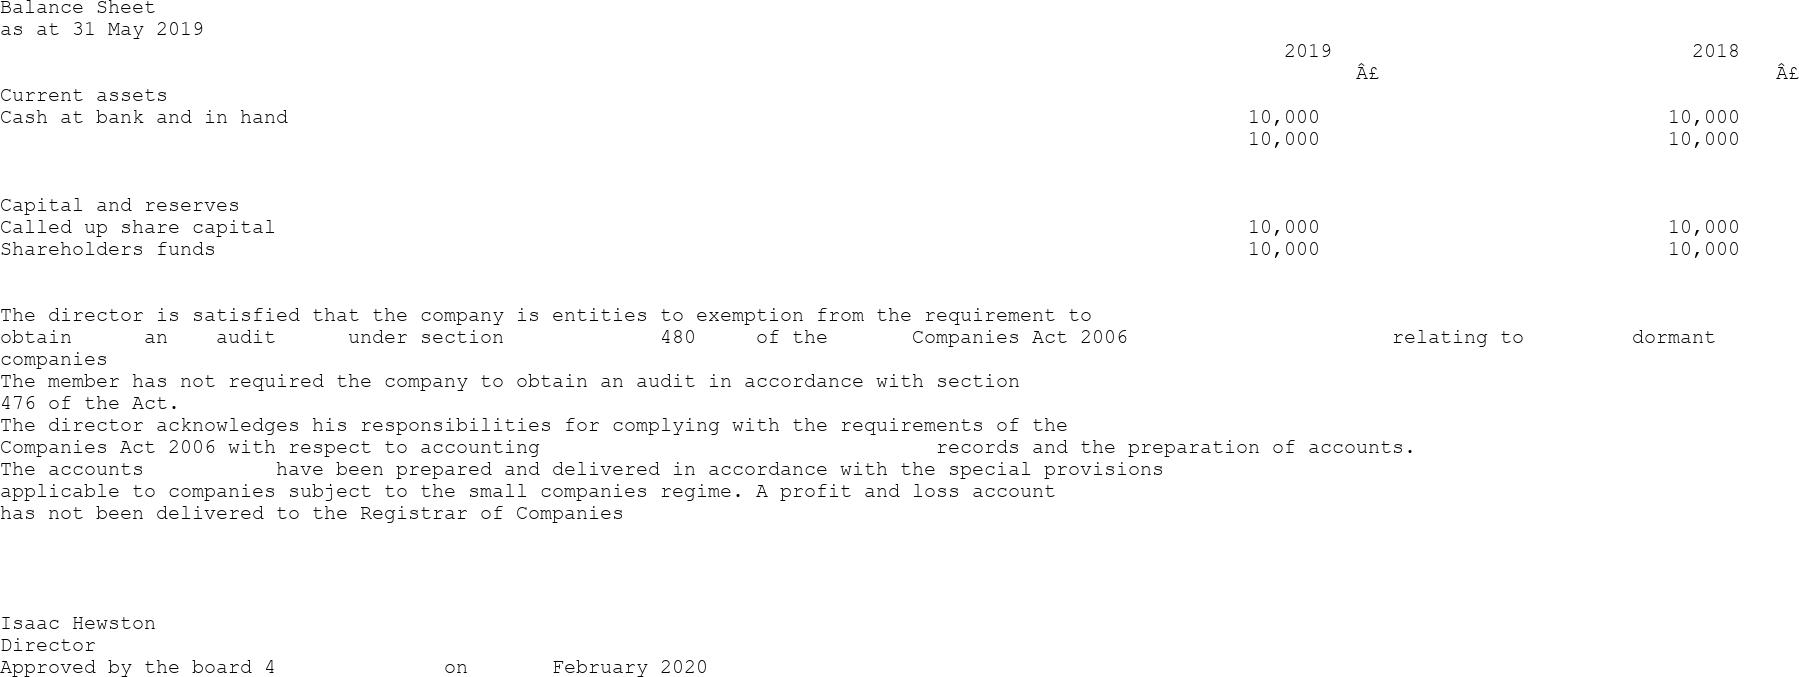 Balance Sheet
as at 31 May 2019
2019 2018
Â£ Â£
Current assets
Cash at bank and in hand 10,000 10,000
10,000 10,000
Capital and reserves
Called up share capital 10,000 10,000
Shareholders funds 10,000 10,000
The director is satisfied that the company is entities to exemption from the requirement to
obtain an audit under section 480 of the Companies Act 2006 relating to dormant
companies
The member has not required the company to obtain an audit in accordance with section
476 of the Act.
The director acknowledges his responsibilities for complying with the requirements of the
Companies Act 2006 with respect to accounting records and the preparation of accounts.
The accounts have been prepared and delivered in accordance with the special provisions
applicable to companies subject to the small companies regime. A profit and loss account
has not been delivered to the Registrar of Companies
Isaac Hewston
Director
Approved by the board 4 on February 2020